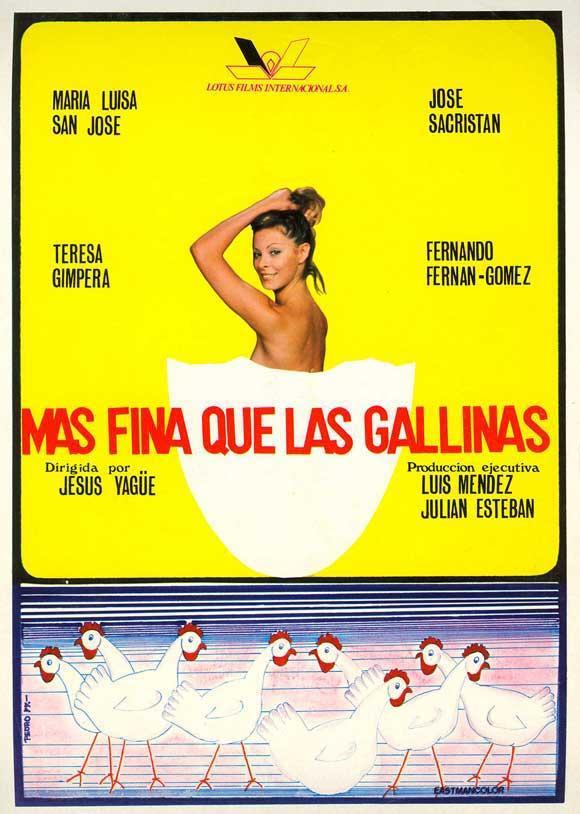 LOTUS FILMS INTERNACIONAL, S.A.
MARIA LUISA
SAN JOSE
JOSE
SACRISTAN
TERESA
GIMPERA
FERNANDO
FERNAN-GOMEZ
MAS FINA QUE LAS GALLINAS
Dirigida por
JESUS YAGÜE
Produccion ejecutiva
LUIS MENDEZ
JULIAN ESTEBAN
PEDRO
EASTMANCOLOR